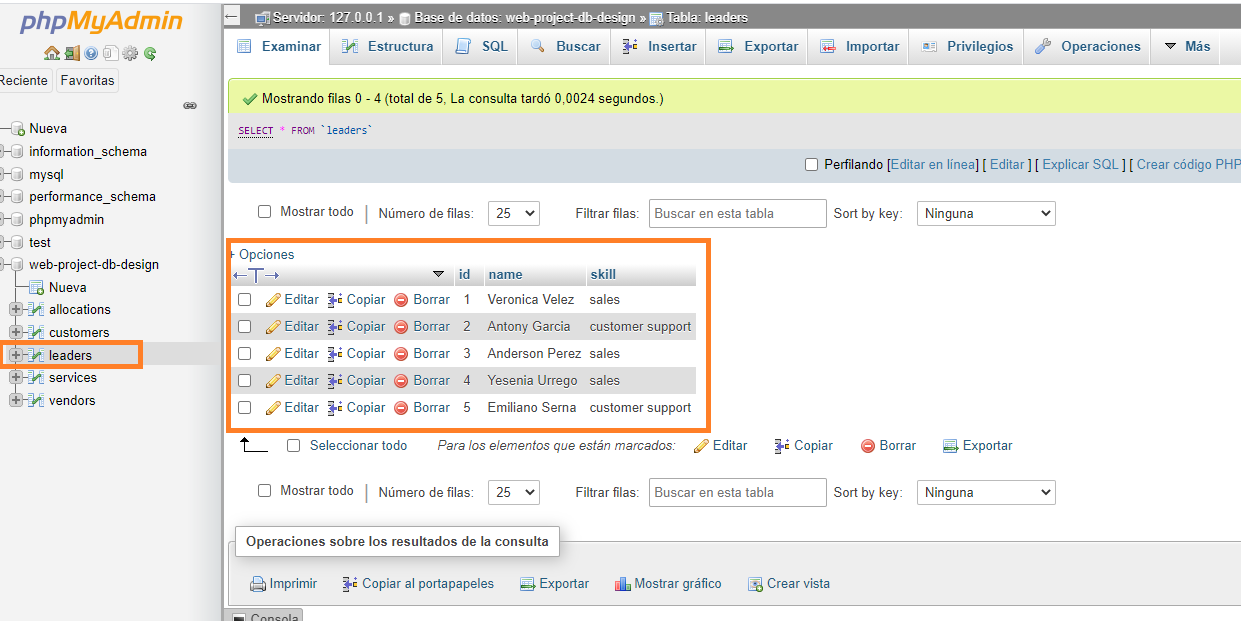 phpMyAdmin
Reciente Favoritas
Nueva
information_schema
mysql
performance_schema
phpmyadmin
test
web-project-db-design
Nueva
allocations
customers
leaders
services
vendors
Servidor: 127.0.0.1 » Base de datos: web-project-db-design » Tabla: leaders
Examinar Estructura SQL Buscar Insertar Exportar Importar Privilegios Operaciones Más
Mostrando filas 0 - 4 (total de 5, La consulta tardó 0,0024 segundos.)
SELECT * FROM `leaders`
Perfilando [Editar en línea] [ Editar ] [ Explicar SQL ] [ Crear código PHP
Mostrar todo | Número de filas: 25 Filtrar filas: Buscar en esta tabla Sort by key: Ninguna
+ Opciones
←T→ id name skill
Editar Copiar Borrar 1 Veronica Velez sales
Editar Copiar Borrar 2 Antony Garcia customer support
Editar Copiar Borrar 3 Anderson Perez sales
Editar Copiar Borrar 4 Yesenia Urrego sales
Editar Copiar Borrar 5 Emiliano Serna customer support
Seleccionar todo Para los elementos que están marcados: Editar Copiar Borrar Exportar
Mostrar todo | Número de filas: 25 Filtrar filas: Buscar en esta tabla Sort by key: Ninguna
Operaciones sobre los resultados de la consulta
Imprimir Copiar al portapapeles Exportar Mostrar gráfico Crear vista
Consola